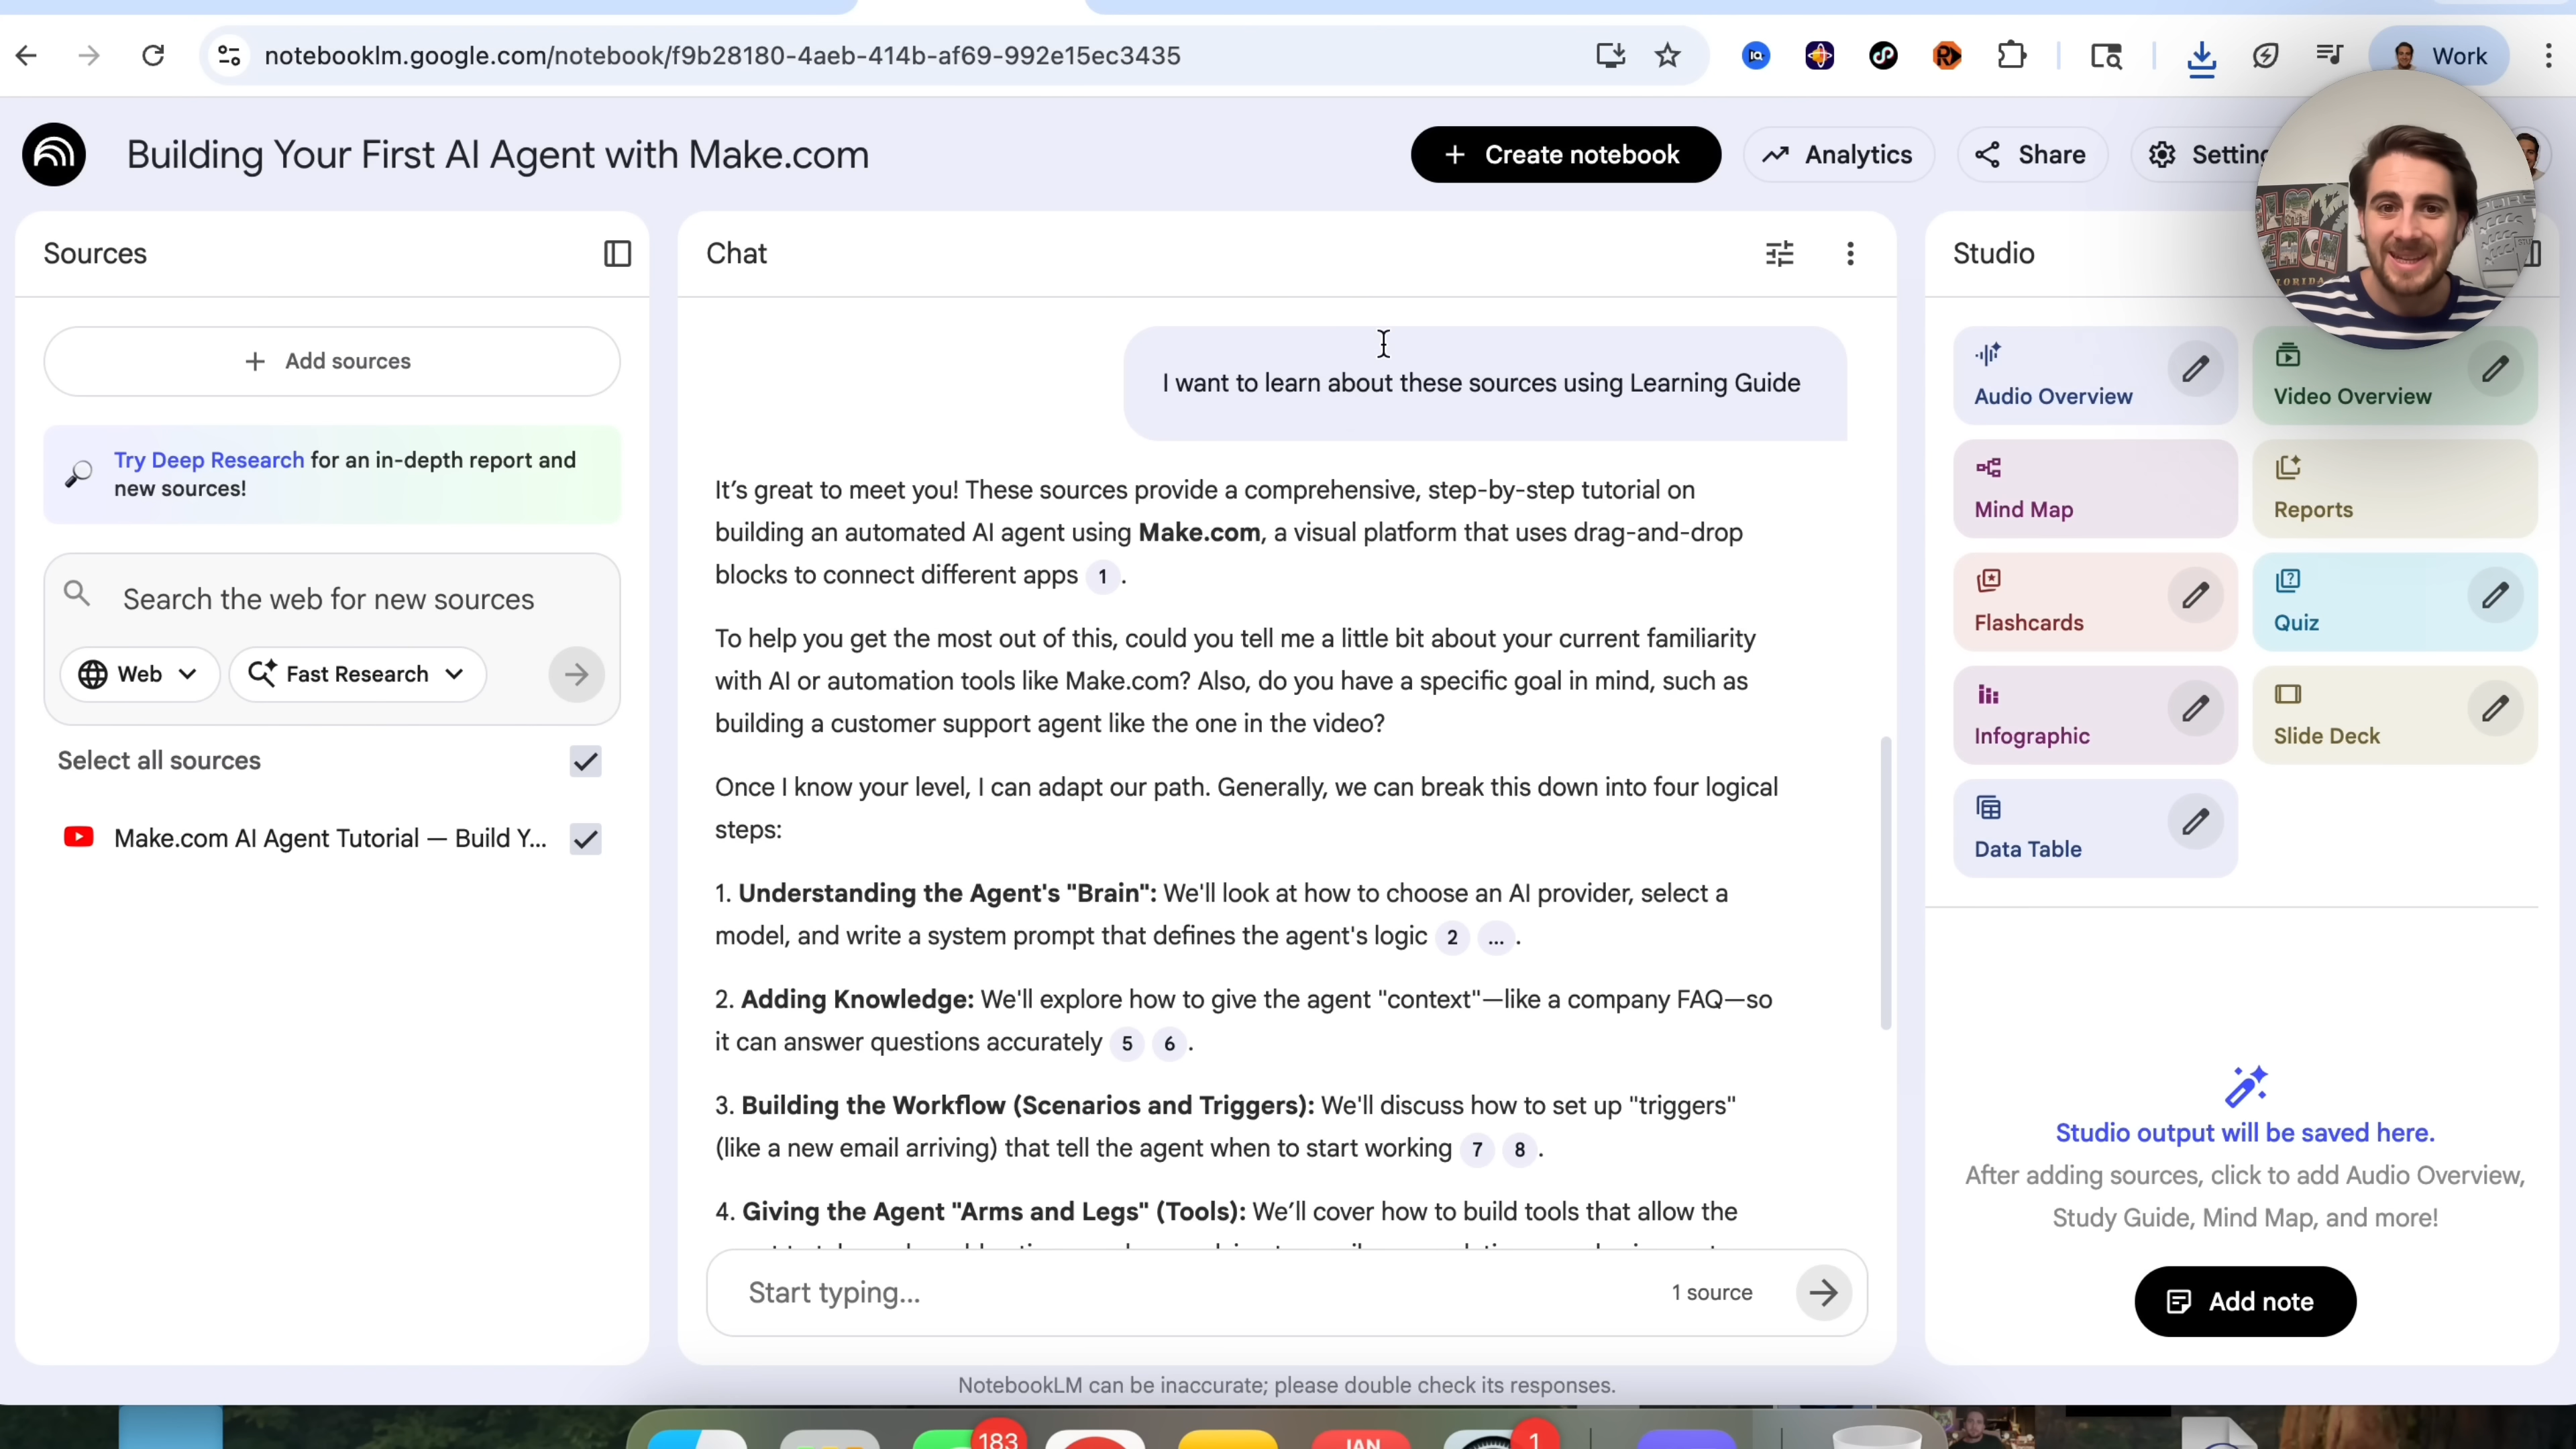 notebooklm.google.com/notebook/f9b28180-4aeb-414b-af69-992e15ec3435
Work
Building Your First AI Agent with Make.com
Create notebook
Analytics
Share
Sources
Add sources
Try Deep Research for an in-depth report and
new sources!
Search the web for new sources
Web
Fast Research
Select all sources
Make.com AI Agent Tutorial — Build Y...
Chat
I want to learn about these sources using Learning Guide
It's great to meet you! These sources provide a comprehensive, step-by-step tutorial on
building an automated AI agent using Make.com, a visual platform that uses drag-and-drop
blocks to connect different apps 1 .
To help you get the most out of this, could you tell me a little bit about your current familiarity
with AI or automation tools like Make.com? Also, do you have a specific goal in mind, such as
building a customer support agent like the one in the video?
Once I know your level, I can adapt our path. Generally, we can break this down into four logical
steps:
1. Understanding the Agent's "Brain": We'll look at how to choose an AI provider, select a
model, and write a system prompt that defines the agent's logic 2 ... .
2. Adding Knowledge: We'll explore how to give the agent "context"—like a company FAQ—so
it can answer questions accurately 5 6 .
3. Building the Workflow (Scenarios and Triggers): We'll discuss how to set up "triggers"
(like a new email arriving) that tell the agent when to start working 7 8 .
4. Giving the Agent "Arms and Legs" (Tools): We'll cover how to build tools that allow the
Start typing...
1 source
NotebookLM can be inaccurate; please double check its responses.
Studio
Audio Overview
Video Overview
Mind Map
Reports
Flashcards
Quiz
Infographic
Slide Deck
Data Table
Studio output will be saved here.
After adding sources, click to add Audio Overview,
Study Guide, Mind Map, and more!
Add note
183
JAN
1